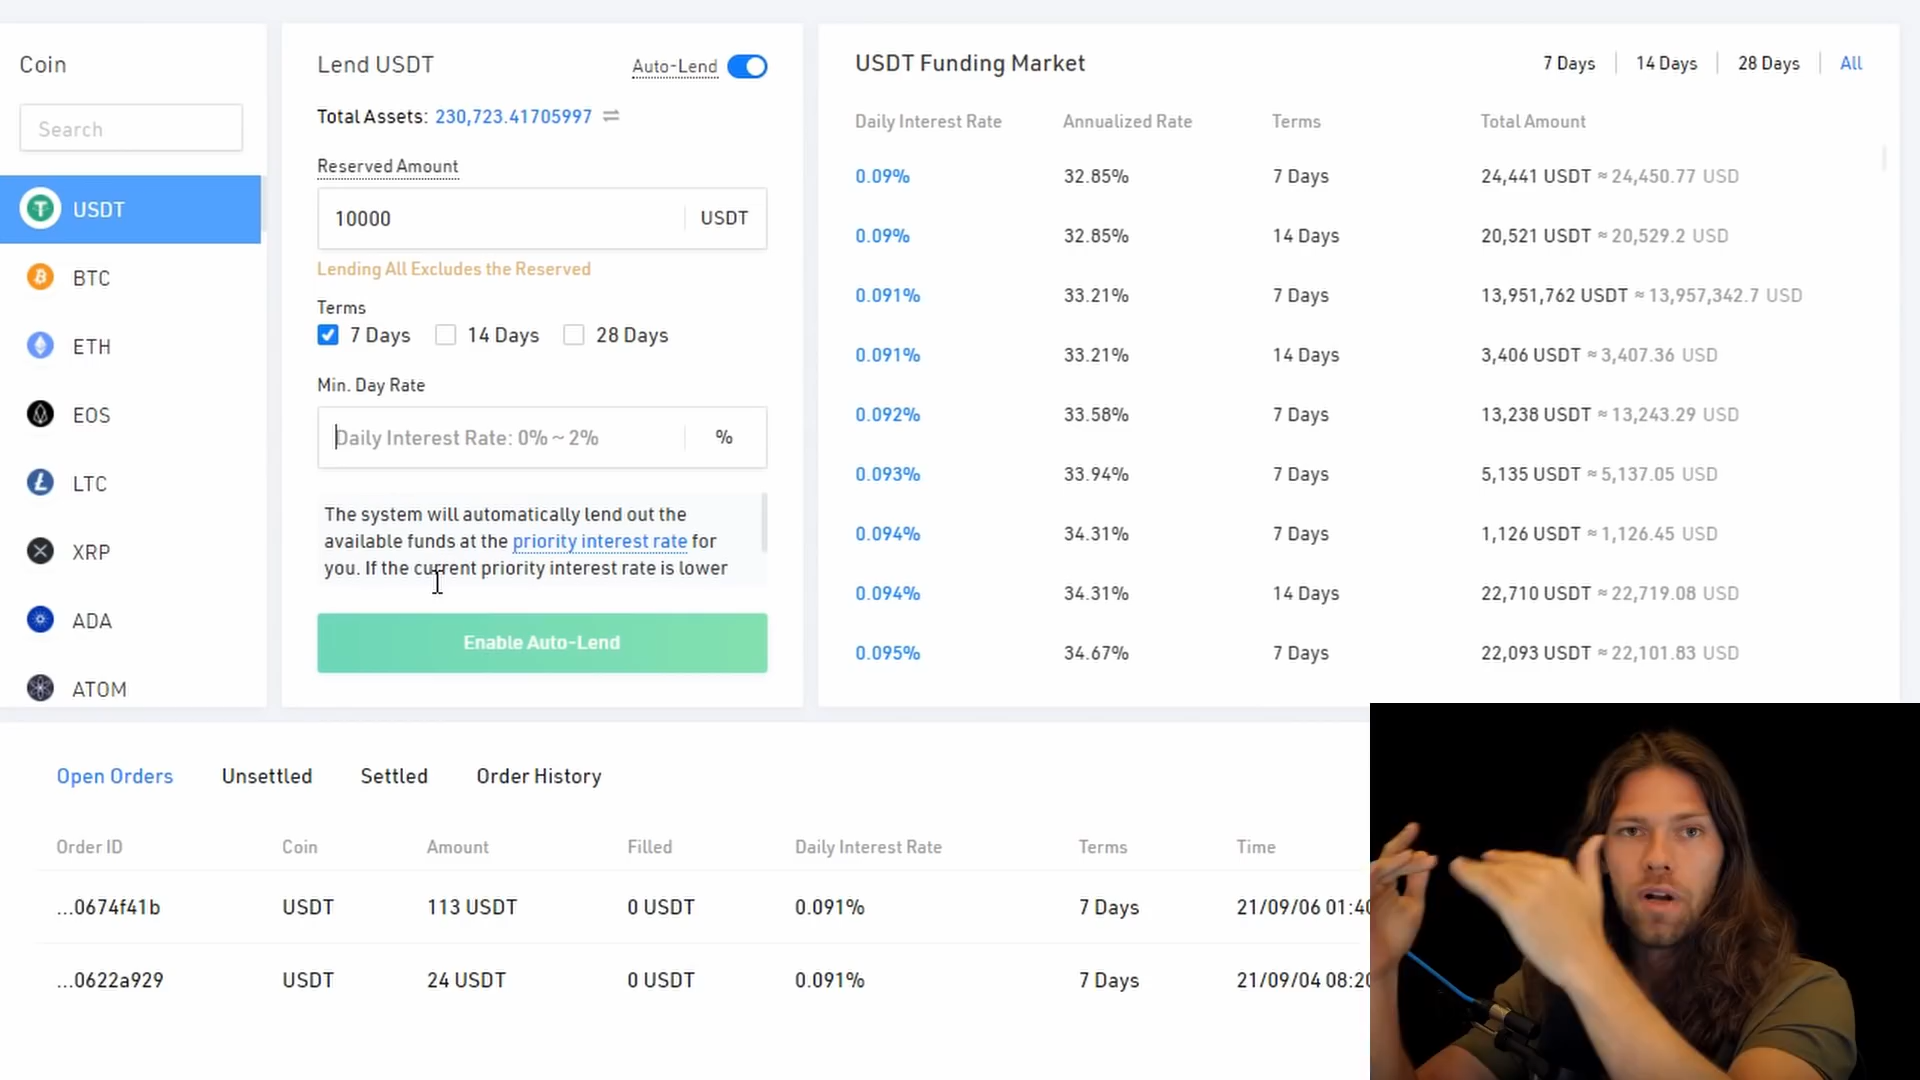 Coin
Search
USDT
BTC
ETH
EOS
LTC
XRP
ADA
ATOM
Lend USDT
Auto-Lend
Total Assets: 230,723.41705997
Reserved Amount
10000 USDT
Lending All Excludes the Reserved
Terms
7 Days 14 Days 28 Days
Min. Day Rate
Daily Interest Rate: 0% ~ 2% %
The system will automatically lend out the
available funds at the priority interest rate for
you. If the current priority interest rate is lower
Enable Auto-Lend
USDT Funding Market
7 Days 14 Days 28 Days All
Daily Interest Rate Annualized Rate Terms Total Amount
0.09% 32.85% 7 Days 24,441 USDT ≈ 24,450.77 USD
0.09% 32.85% 14 Days 20,521 USDT ≈ 20,529.2 USD
0.091% 33.21% 7 Days 13,951,762 USDT ≈ 13,957,342.7 USD
0.091% 33.21% 14 Days 3,406 USDT ≈ 3,407.36 USD
0.092% 33.58% 7 Days 13,238 USDT ≈ 13,243.29 USD
0.093% 33.94% 7 Days 5,135 USDT ≈ 5,137.05 USD
0.094% 34.31% 7 Days 1,126 USDT ≈ 1,126.45 USD
0.094% 34.31% 14 Days 22,710 USDT ≈ 22,719.08 USD
0.095% 34.67% 7 Days 22,093 USDT ≈ 22,101.83 USD
Open Orders Unsettled Settled Order History
Order ID Coin Amount Filled Daily Interest Rate Terms Time
...0674f41b USDT 113 USDT 0 USDT 0.091% 7 Days 21/09/06 01:40
...0622a929 USDT 24 USDT 0 USDT 0.091% 7 Days 21/09/04 08:20